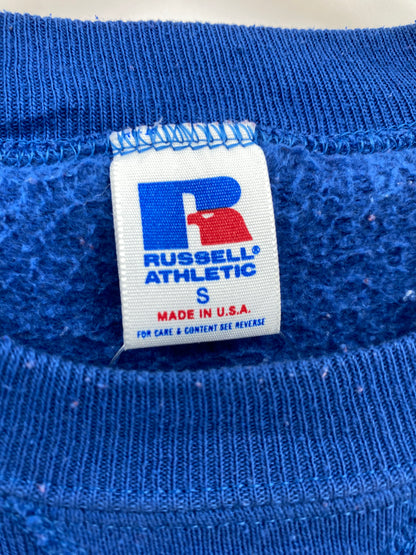 R
RUSSELL®
ATHLETIC
S
MADE IN U.S.A.
FOR CARE & CONTENT SEE REVERSE